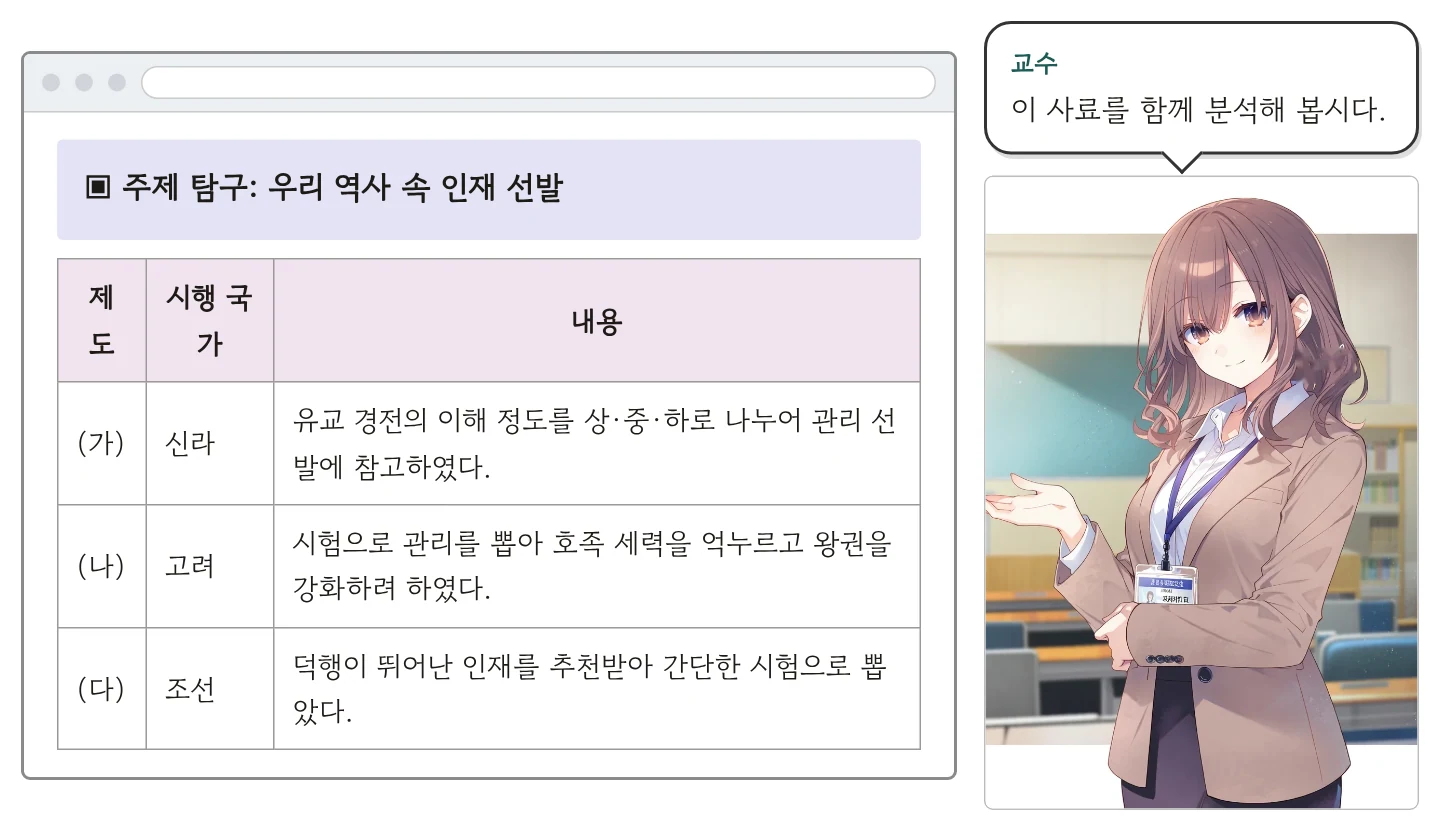 ▣ 주제 탐구: 우리 역사 속 인재 선발
제
도
시행 국
가
내용
(가)
신라
유교 경전의 이해 정도를 상·중·하로 나누어 관리 선
발에 참고하였다.
(나)
고려
시험으로 관리를 뽑아 호족 세력을 억누르고 왕권을
강화하려 하였다.
(다)
조선
덕행이 뛰어난 인재를 추천받아 간단한 시험으로 뽑
았다.
교수
이 사료를 함께 분석해 봅시다.